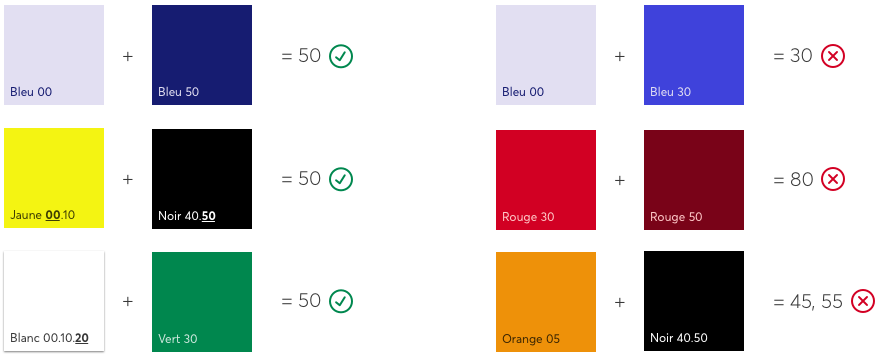 Bleu 00 + Bleu 50 = 50
Bleu 00 + Bleu 30 = 30
Jaune 00.10 + Noir 40.50 = 50
Rouge 30 + Rouge 50 = 80
Blanc 00.10.20 + Vert 30 = 50
Orange 05 + Noir 40.50 = 45, 55